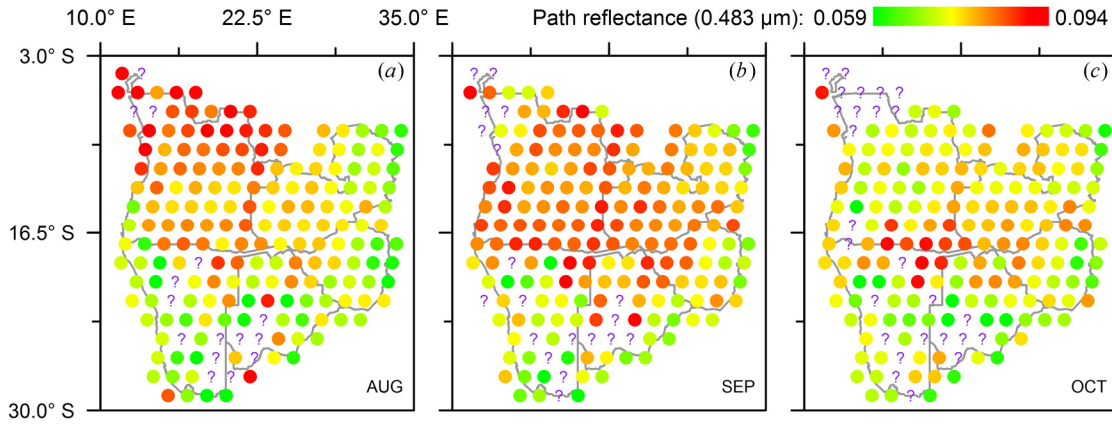 10.0° E 22.5° E 35.0° E Path reflectance (0.483 μm): 0.059 0.094
3.0° S
(a) (b) (c)
16.5° S
AUG SEP OCT
30.0° S